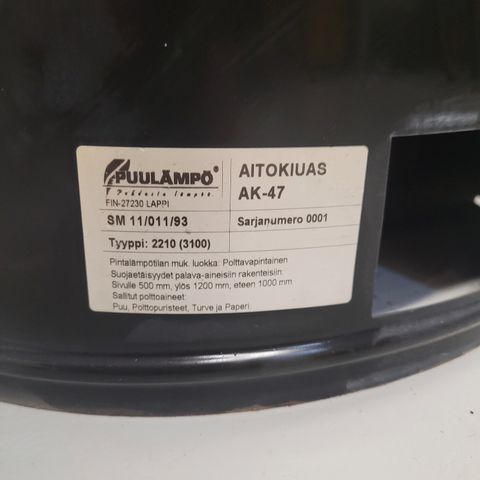 PUULÄMPÖ
Puhdasta lämpöä
FIN-27230 LAPPI
AITOKIUAS
AK-47
SM 11/011/93
Sarjanumero 0001
Tyyppi: 2210 (3100)
Pintalämpötilan muk. luokka: Polttavapintainen
Suojaetäisyydet palava-aineisiin rakenteisiin:
Sivulle 500 mm, ylös 1200 mm, eteen 1000 mm
Sallitut polttoaineet:
Puu, Polttopuristeet, Turve ja Paperi